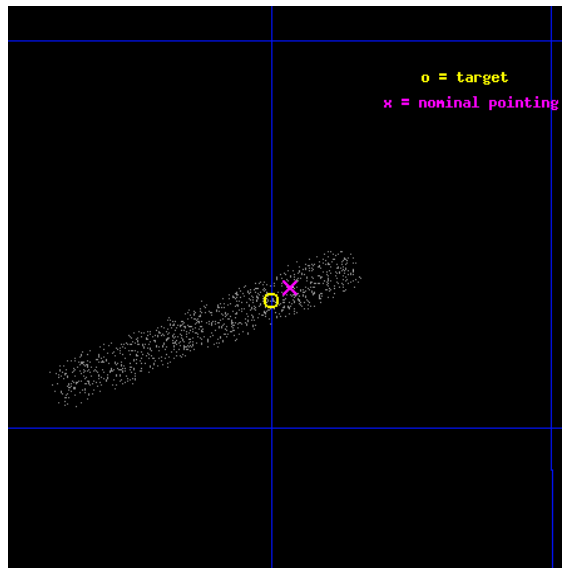 o = target
x = nominal pointing